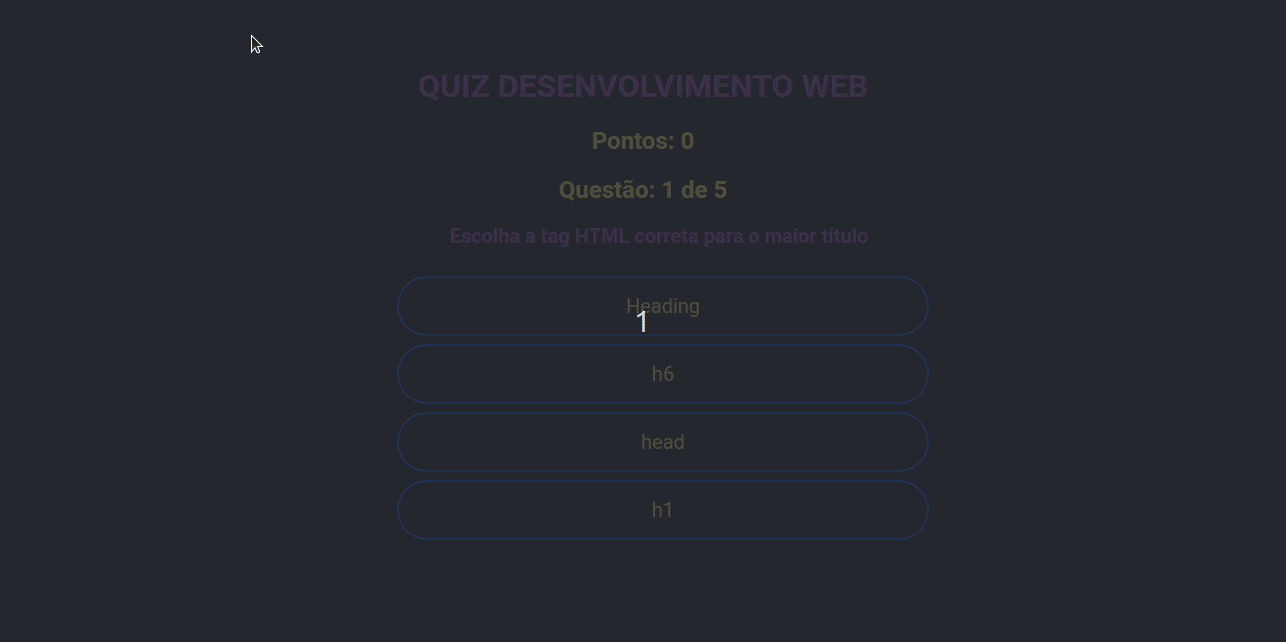 QUIZ DESENVOLVIMENTO WEB
Pontos: 0
Questão: 1 de 5
Escolha a tag HTML correta para o maior título
Heading
1
h6
head
h1